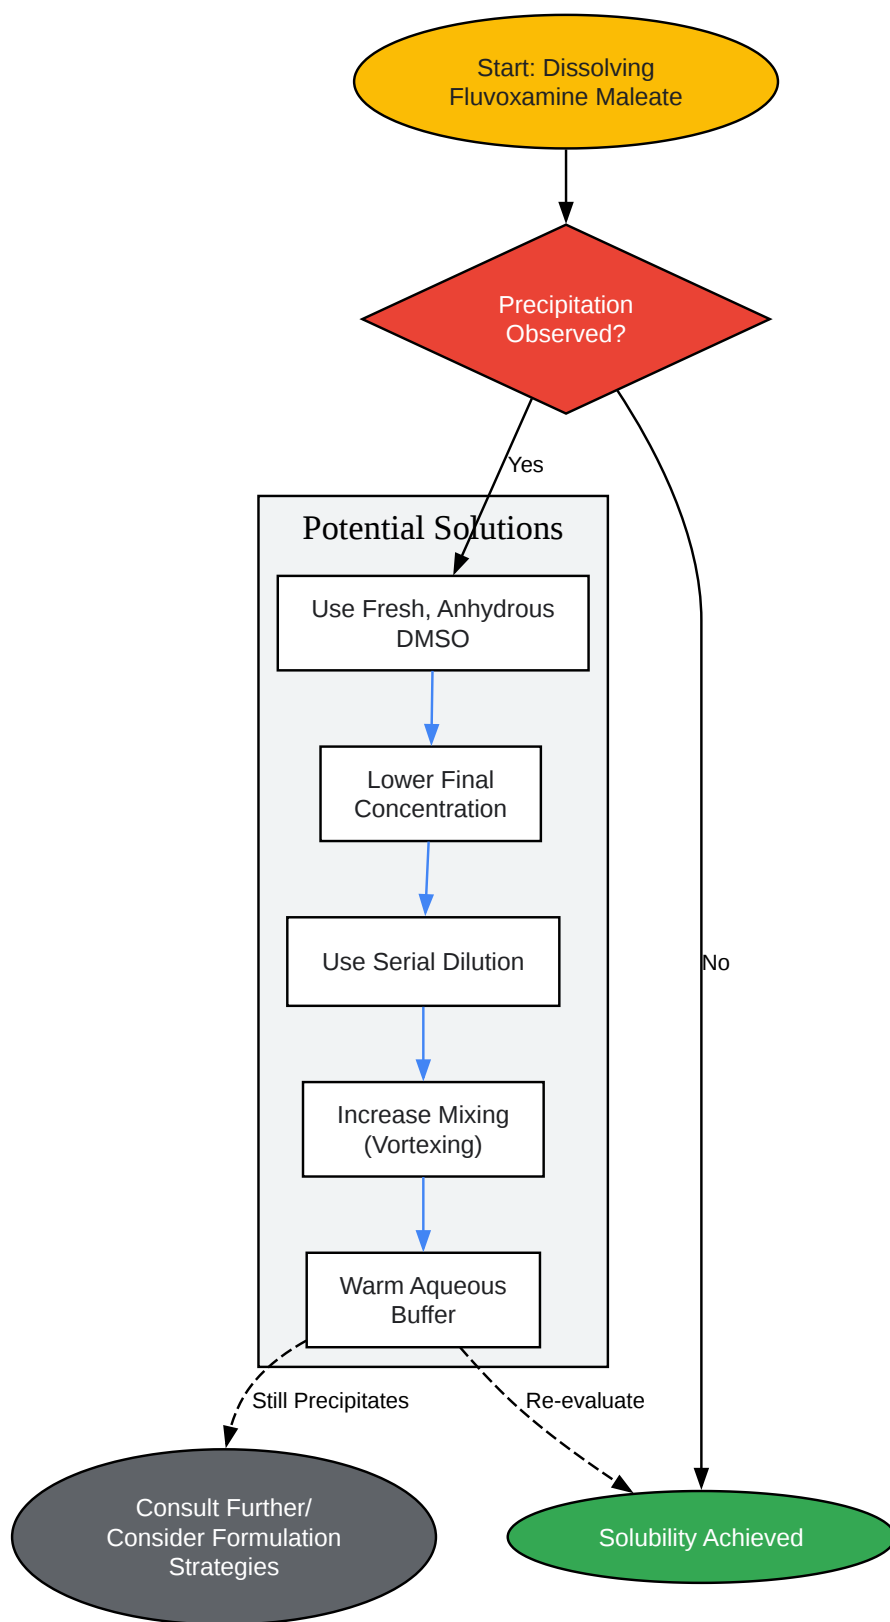 Start: Dissolving
Fluvoxamine Maleate
Precipitation
Observed?
Yes
Potential Solutions
Use Fresh, Anhydrous
DMSO
Lower Final
Concentration
Use Serial Dilution
No
Increase Mixing
(Vortexing)
Warm Aqueous
Buffer
Still Precipitates
Re-evaluate
Consult Further/
Consider Formulation
Strategies
Solubility Achieved